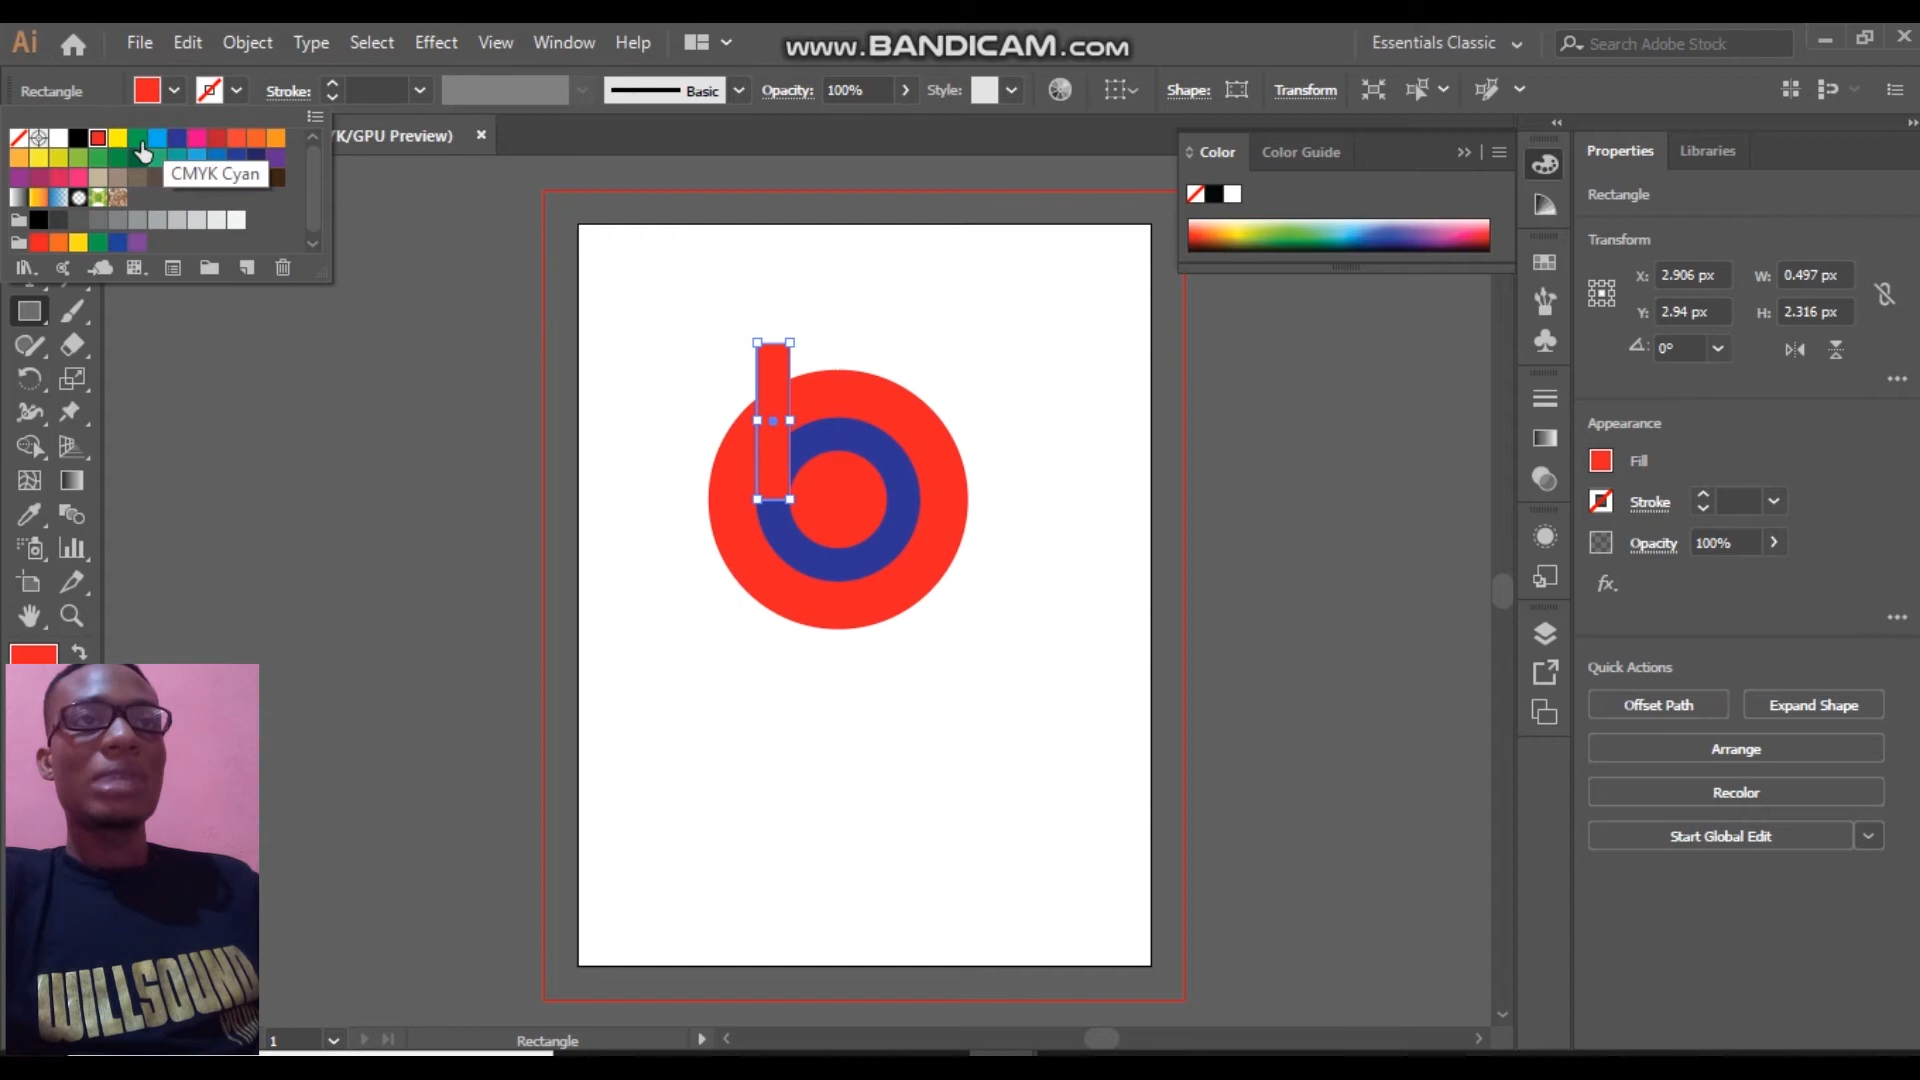 Ai File Edit Object Type Select Effect View Window Help www.BANDICAM.com Essentials Classic Search Adobe Stock
Rectangle Stroke: Basic Opacity: 100% Style: Shape: Transform
K/GPU Preview) ×
CMYK Cyan
Color Color Guide
Properties Libraries
Rectangle
Transform
X: 2.906 px W: 0.497 px
Y: 2.94 px H: 2.316 px
0°
Appearance
Fill
Stroke
Opacity 100%
fx.
Quick Actions
Offset Path Expand Shape
Arrange
Recolor
Start Global Edit
WILLSOUND
1 Rectangle